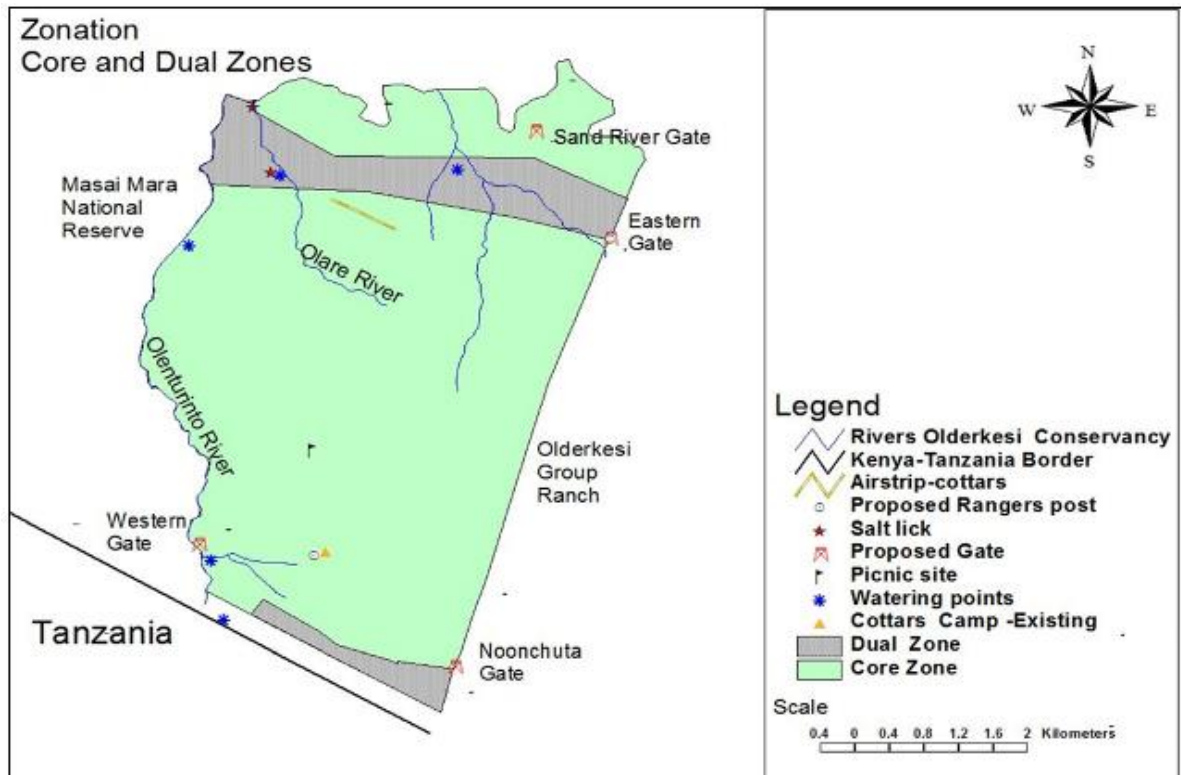 Zonation
Core and Dual Zones
N
W
E
S
Sand River Gate
Masai Mara
National
Reserve
Eastern
Gate
Olare River
Olenturinto River
Olderkesi
Group
Ranch
Western
Gate
Tanzania
Noonchuta
Gate
Legend
Rivers Olderkesi Conservancy
Kenya-Tanzania Border
Airstrip-cottars
Proposed Rangers post
Salt lick
Proposed Gate
Picnic site
Watering points
Cottars Camp -Existing
Dual Zone
Core Zone
Scale
0.4 0 0.4 0.8 1.2 1.6 2 Kilometers